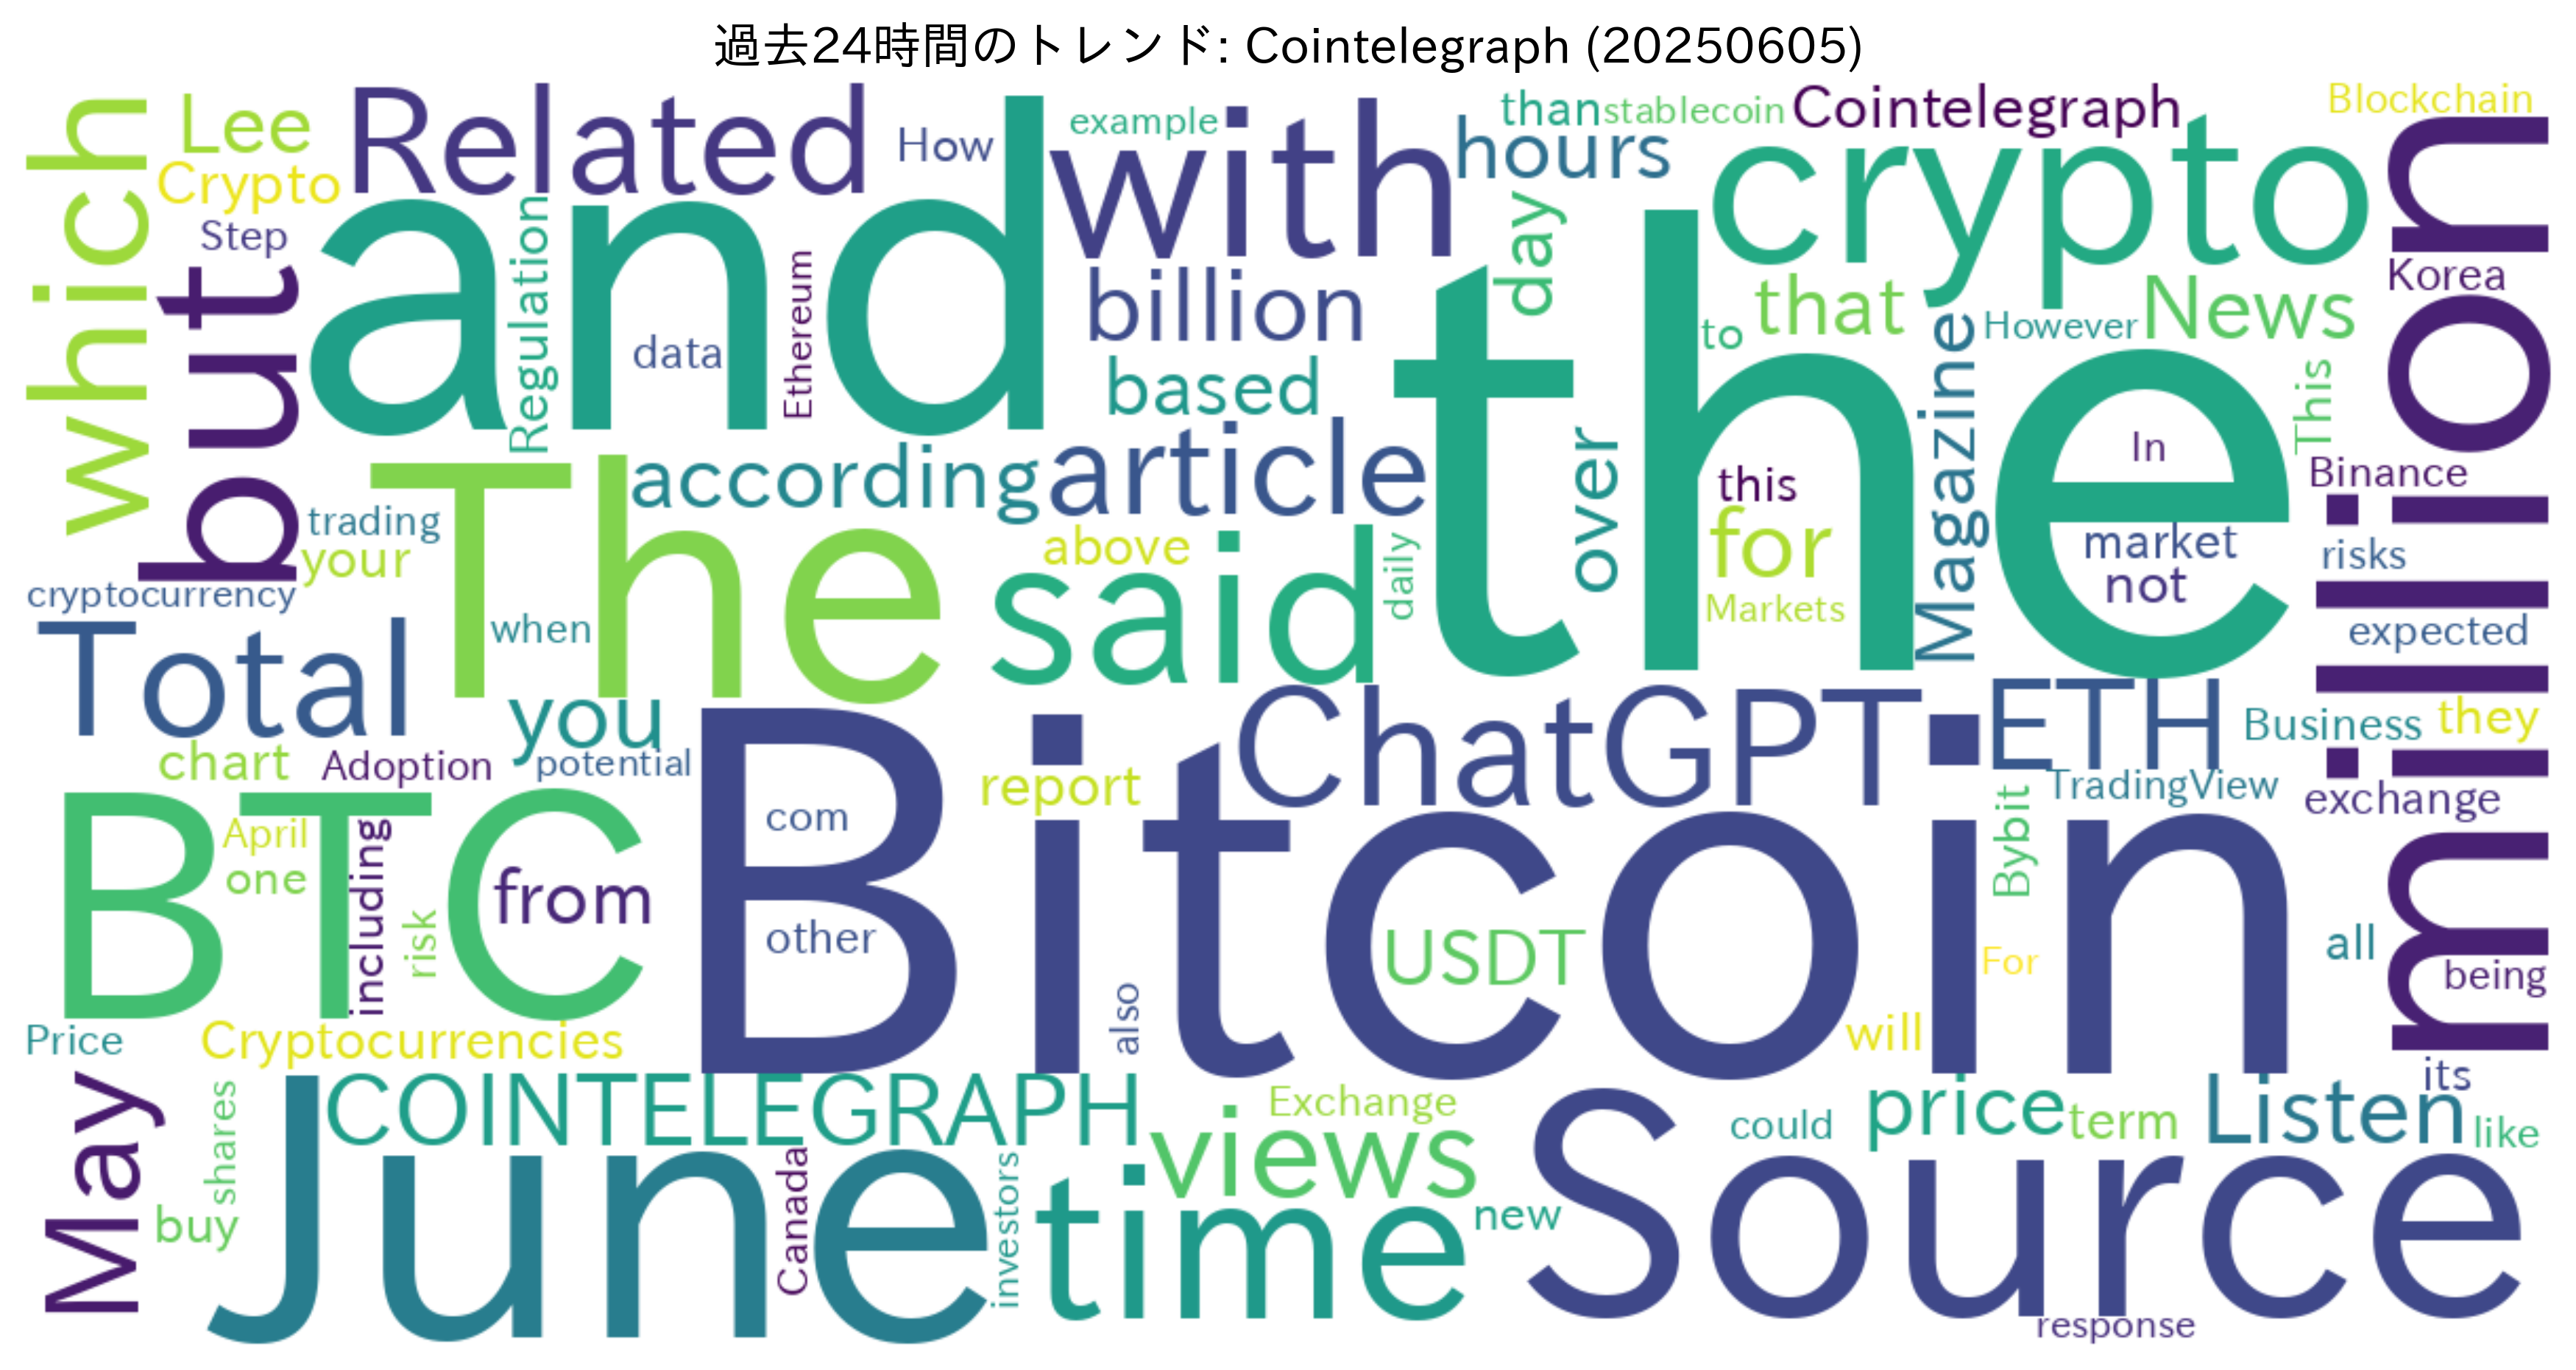 過去24時間のトレンド: Cointelegraph (20250605)
which
Lee
Crypto
Step
but
Related
and
Regulation
data
Ethereum
How
example
with
billion
based
hours
than
stablecoin
Cointelegraph
Blockchain
day
crypto
to
that
However
News
Korea
million
This
Magazine
the
over
this
for
Markets
In
market
not
Binance
risks
expected
trading
your
cryptocurrency
The
when
according
article
above
said
daily
Total
you
chart
Adoption
potential
Bitcoin
com
other
report
ChatGPT
ETH
TradingView
Business
they
exchange
BTC
April
one
including
risk
from
also
USDT
Bybit
For
will
all
being
Price
Cryptocurrencies
its
May
shares
buy
COINTELEGRAPH
June
Canada
investors
time
views
Exchange
new
Source
could
price
term
Listen
like
response